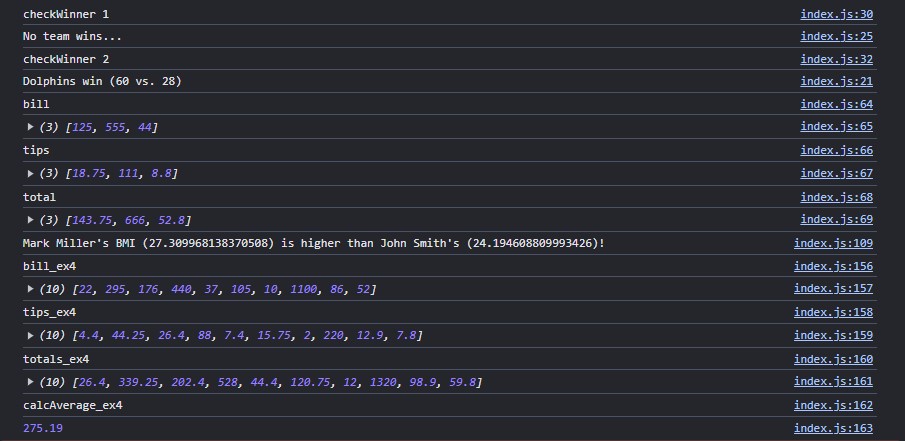 checkWinner 1 index.js:30
No team wins... index.js:25
checkWinner 2 index.js:32
Dolphins win (60 vs. 28) index.js:21
bill index.js:64
(3) [125, 555, 44] index.js:65
tips index.js:66
(3) [18.75, 111, 8.8] index.js:67
total index.js:68
(3) [143.75, 666, 52.8] index.js:69
Mark Miller's BMI (27.309968138370508) is higher than John Smith's (24.194608809993426)! index.js:109
bill_ex4 index.js:156
(10) [22, 295, 176, 440, 37, 105, 10, 1100, 86, 52] index.js:157
tips_ex4 index.js:158
(10) [4.4, 44.25, 26.4, 88, 7.4, 15.75, 2, 220, 12.9, 7.8] index.js:159
totals_ex4 index.js:160
(10) [26.4, 339.25, 202.4, 528, 44.4, 120.75, 12, 1320, 98.9, 59.8] index.js:161
calcAverage_ex4 index.js:162
275.19 index.js:163